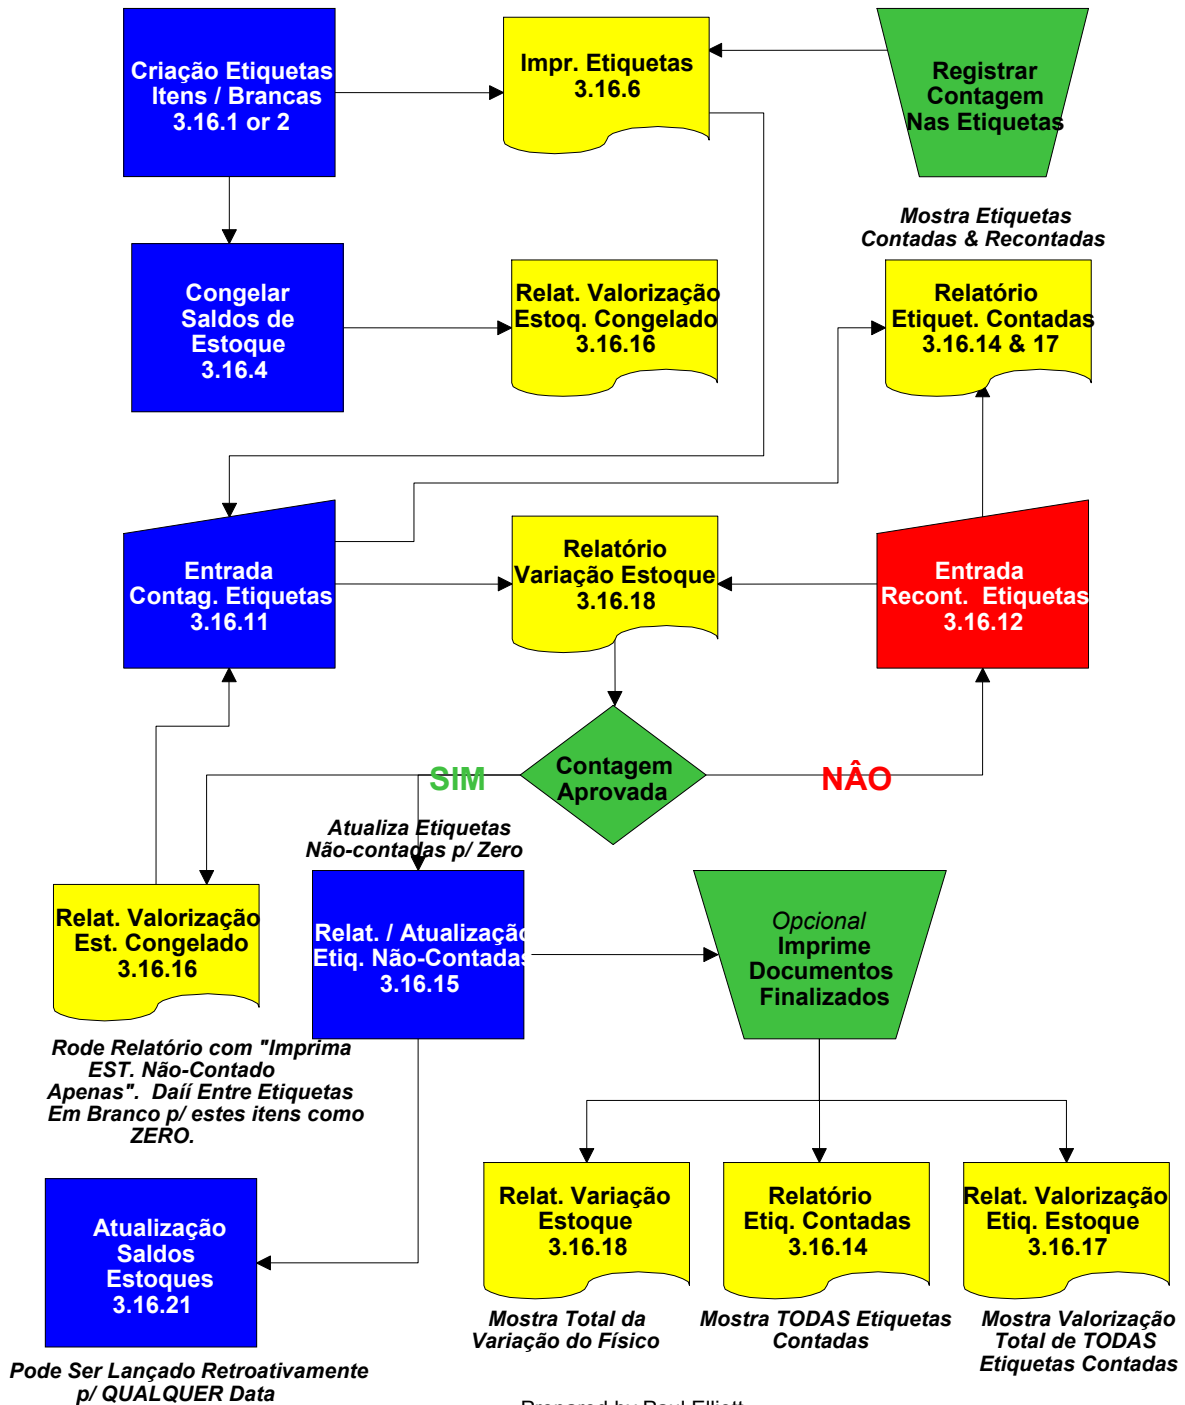 Criação Etiquetas
Itens / Brancas
3.16.1 or 2
Impr. Etiquetas
3.16.6
Registrar
Contagem
Nas Etiquetas
Mostra Etiquetas
Contadas & Recontadas
Congelar
Saldos de
Estoque
3.16.4
Relat. Valorização
Estoq. Congelado
3.16.16
Relatório
Etiquet. Contadas
3.16.14 & 17
Entrada
Contag. Etiquetas
3.16.11
Relatório
Variação Estoque
3.16.18
Entrada
Recont. Etiquetas
3.16.12
SIM
Contagem
Aprovada
NÂO
Atualiza Etiquetas
Não-contadas p/ Zero
Relat. Valorização
Est. Congelado
3.16.16
Relat. / Atualização
Etiq. Não-Contadas
3.16.15
Opcional
Imprime
Documentos
Finalizados
Rode Relatório com "Imprima
EST. Não-Contado
Apenas". Daíí Entre Etiquetas
Em Branco p/ estes itens como
ZERO.
Atualização
Saldos
Estoques
3.16.21
Relat. Variação
Estoque
3.16.18
Relatório
Etiq. Contadas
3.16.14
Relat. Valorização
Etiq. Estoque
3.16.17
Mostra Total da
Variação do Físico
Mostra TODAS Etiquetas
Contadas
Mostra Valorização
Total de TODAS
Etiquetas Contadas
Pode Ser Lançado Retroativamente
p/ QUALQUER Data
Prepared by Paul Elliott